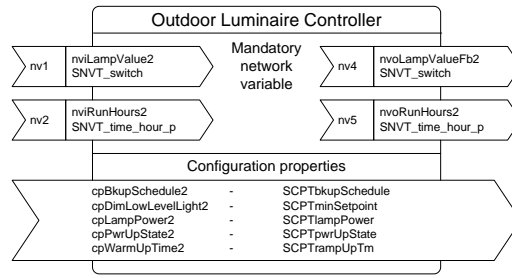 Outdoor Luminaire Controller
nv1
nviLampValue2
SNVT_switch
Mandatory
network
variable
nv4
nvoLampValueFb2
SNVT_switch
nv2
nviRunHours2
SNVT_time_hour_p
nv5
nvoRunHours2
SNVT_time_hour_p
Configuration properties
cpBkupSchedule2 - SCPTbkupSchedule
cpDimLowLevelLight2 - SCPTminSetpoint
cpLampPower2 - SCPTlampPower
cpPwrUpState2 - SCPTpwrUpState
cpWarmUpTime2 - SCPTrampUpTm